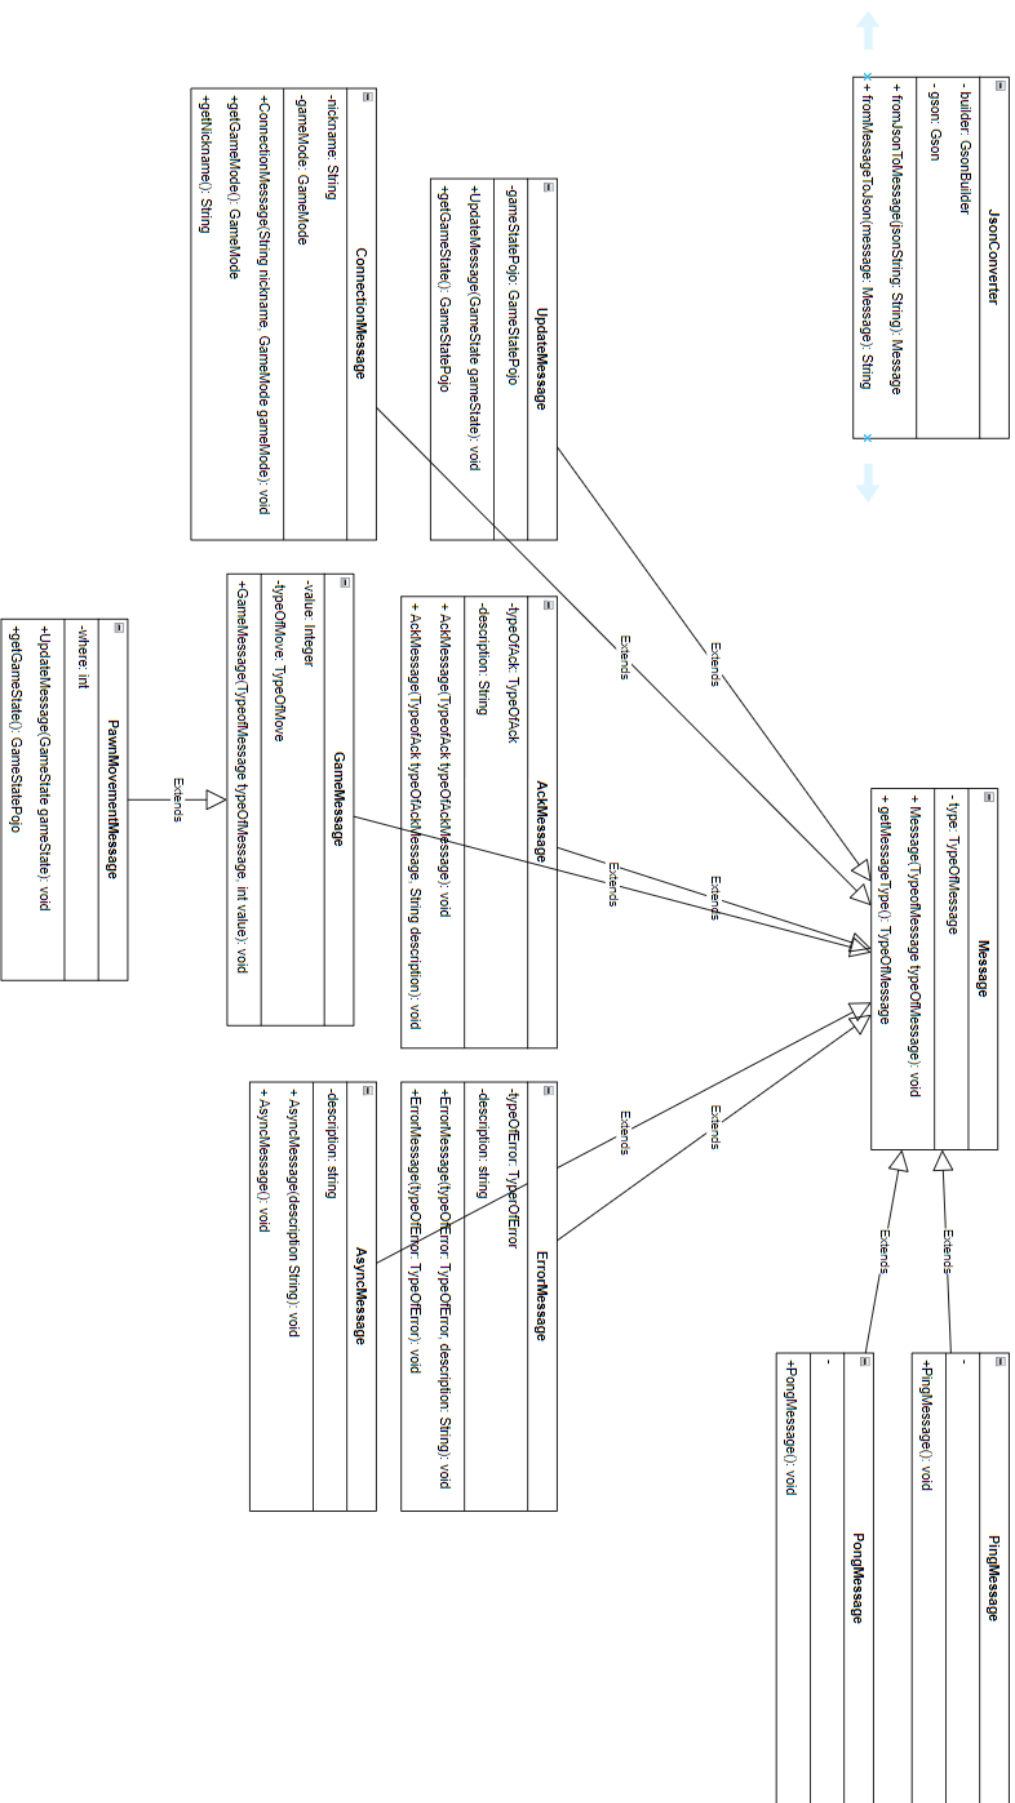 JsonConverter
- builder: GsonBuilder
- gson: Gson
+ fromJsonToMessage(jsonString: String): Message
+ fromMessageToJson(message: Message): String
Message
- type: TypeOfMessage
+ Message(TypeofMessage typeOfMessage): void
+ getMessageType(): TypeOfMessage
PingMessage
-
+PingMessage(): void
PongMessage
-
+PongMessage(): void
Extends
Extends
Extends
Extends
Extends
Extends
Extends
Extends
UpdateMessage
-gameStatePojo: GameStatePojo
+UpdateMessage(GameState gameState): void
+getGameState(): GameStatePojo
AckMessage
-typeOfAck: TypeOfAck
-description: String
+ AckMessage(TypeofAck typeOfAckMessage): void
+ AckMessage(TypeofAck typeOfAckMessage, String description): void
ErrorMessage
-typeOfError: TyperOfError
-description: string
+ErrorMessage(typeOfError: TypeOfError, description: String): void
+ErrorMessage(typeOfError: TypeOfError): void
ConnectionMessage
-nickname: String
-gameMode: GameMode
+ConnectionMessage(String nickname, GameMode gameMode): void
+getGameMode(): GameMode
+getNickname(): String
GameMessage
-value: Integer
-typeOfMove: TypeOfMove
+GameMessage(TypeofMessage typeOfMessage, int value): void
AsyncMessage
-description: string
+ AsyncMessage(description String): void
+ AsyncMessage(): void
Extends
PawnMovementMessage
-where: int
+UpdateMessage(GameState gameState): void
+getGameState(): GameStatePojo